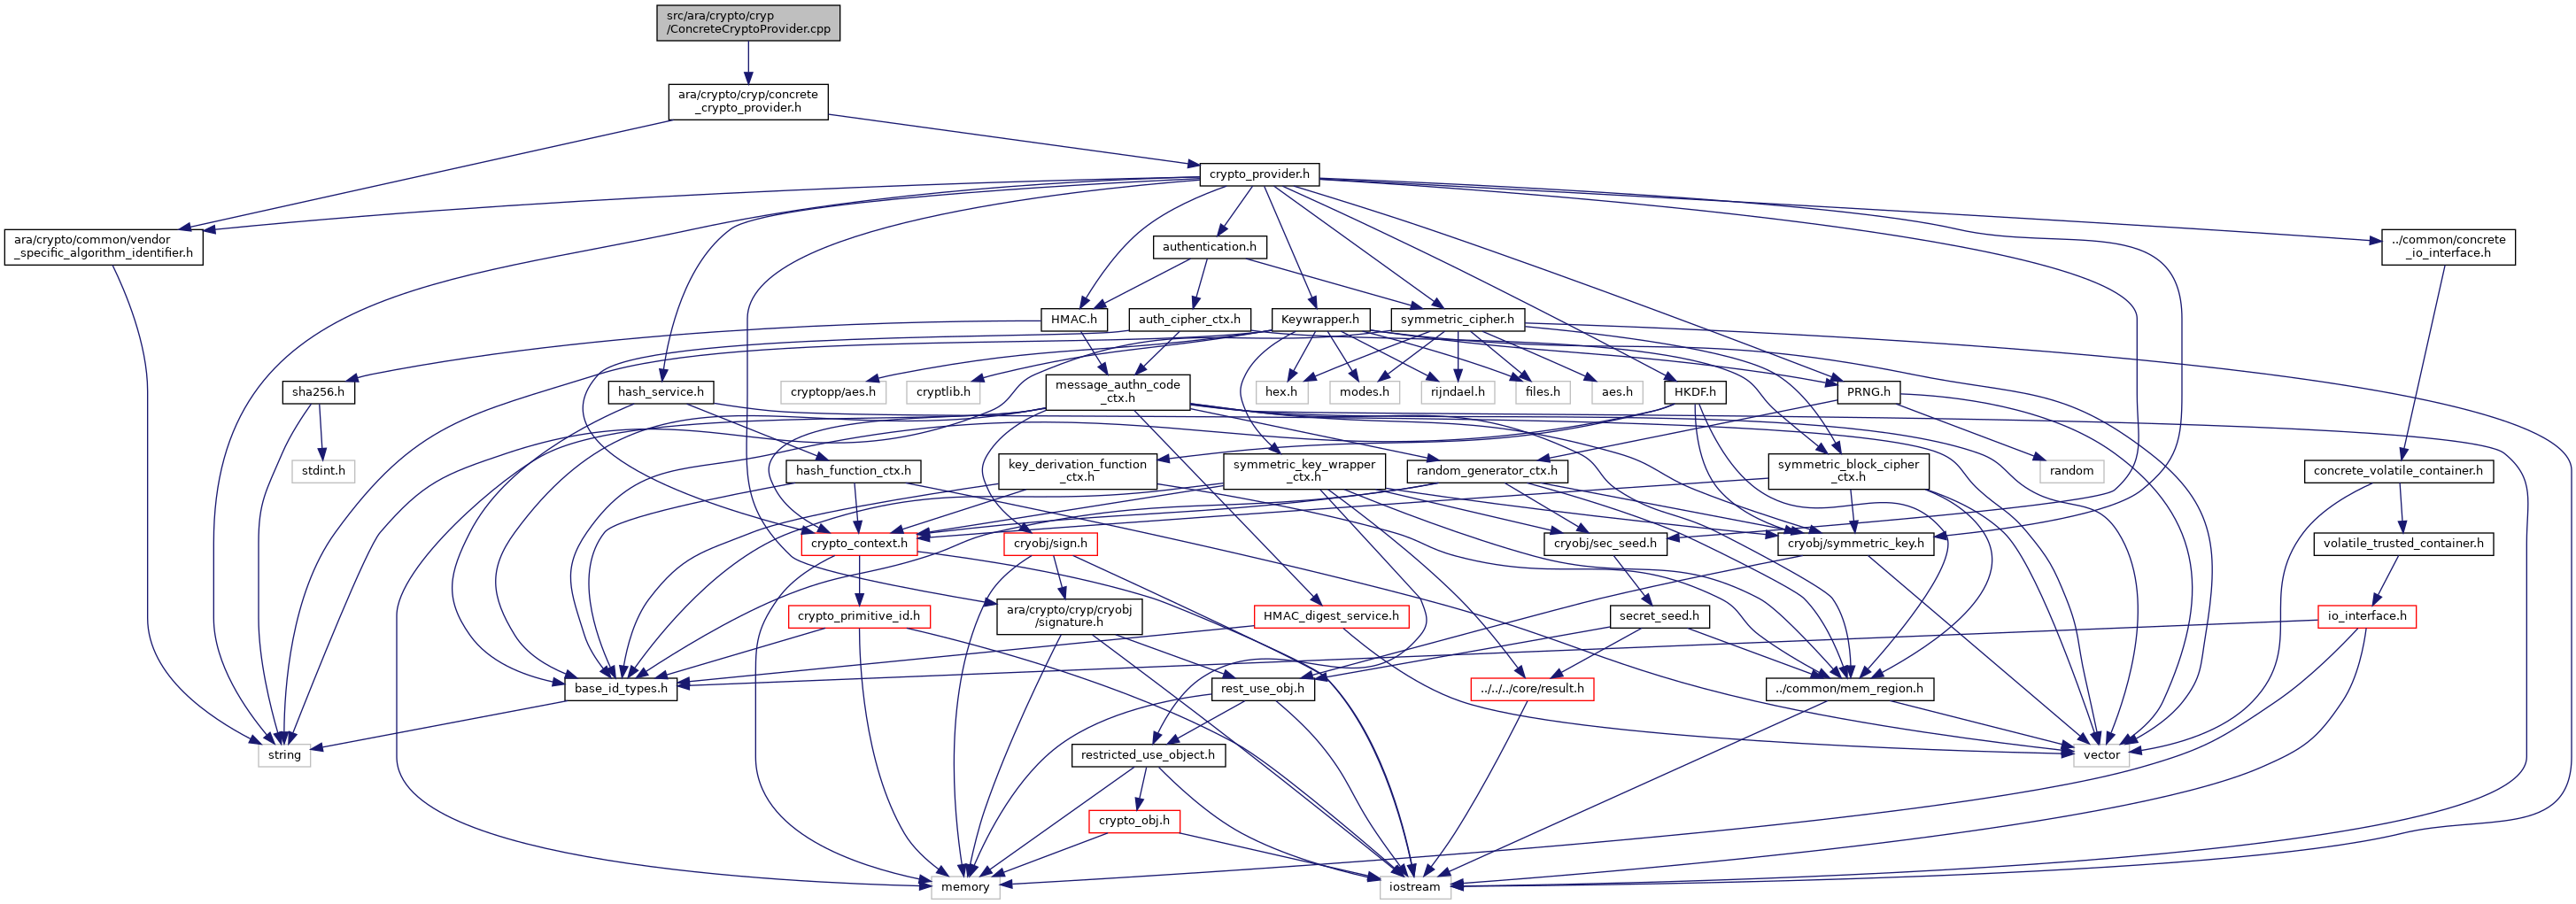 src/ara/crypto/cryp
/ConcreteCryptoProvider.cpp
ara/crypto/cryp/concrete
_crypto_provider.h
crypto_provider.h
ara/crypto/common/vendor
_specific_algorithm_identifier.h
authentication.h
../common/concrete
_io_interface.h
HMAC.h
auth_cipher_ctx.h
Keywrapper.h
symmetric_cipher.h
sha256.h
hash_service.h
cryptopp/aes.h
cryptlib.h
message_authn_code
_ctx.h
hex.h
modes.h
rijndael.h
files.h
aes.h
HKDF.h
PRNG.h
stdint.h
hash_function_ctx.h
key_derivation_function
_ctx.h
symmetric_key_wrapper
_ctx.h
random_generator_ctx.h
symmetric_block_cipher
_ctx.h
random
concrete_volatile_container.h
crypto_context.h
cryobj/sign.h
cryobj/sec_seed.h
cryobj/symmetric_key.h
volatile_trusted_container.h
crypto_primitive_id.h
ara/crypto/cryp/cryobj
/signature.h
HMAC_digest_service.h
secret_seed.h
io_interface.h
base_id_types.h
rest_use_obj.h
../../../core/result.h
../common/mem_region.h
string
restricted_use_object.h
vector
crypto_obj.h
memory
iostream